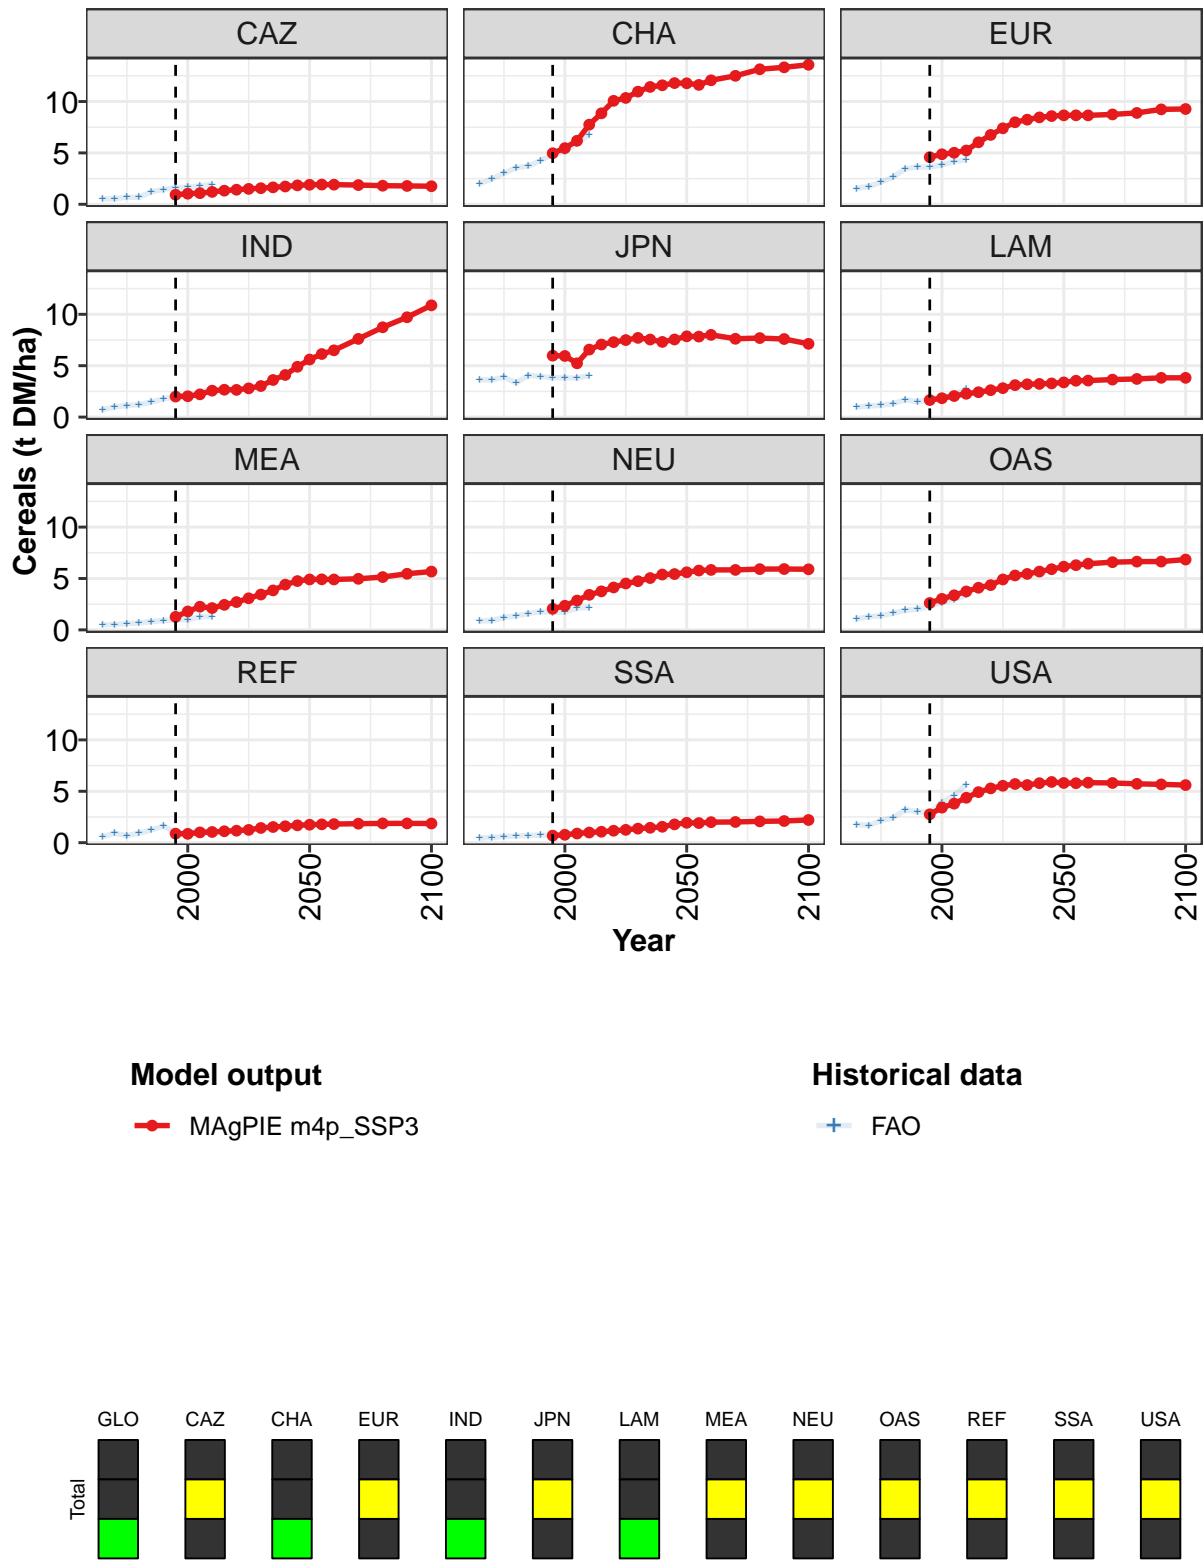 CAZ CHA EUR
10
5
0
IND JPN LAM
10
5
0
MEA NEU OAS
10
5
0
REF SSA USA
10
5
0
Cereals (t DM/ha)
2000 2050 2100 2000 2050 2100 2000 2050 2100
Year
Model output Historical data
MAgPIE m4p_SSP3 FAO
GLO CAZ CHA EUR IND JPN LAM MEA NEU OAS REF SSA USA
Total